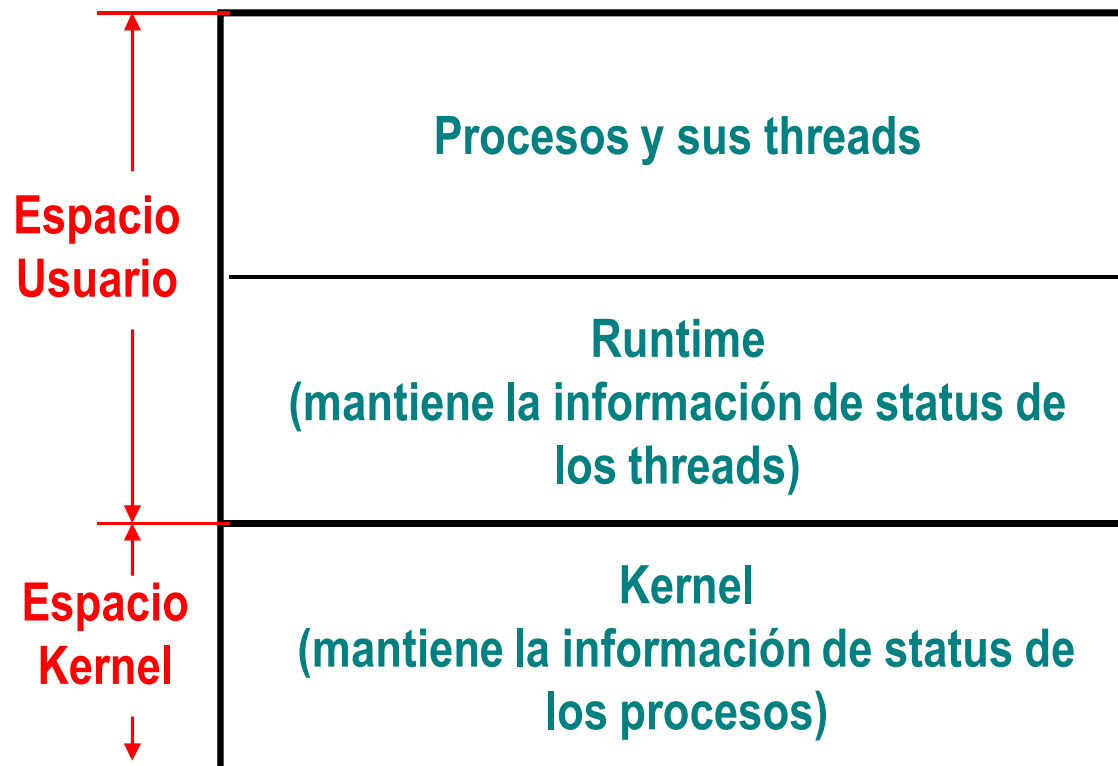 Procesos y sus threads
Espacio
Usuario
Runtime
(mantiene la información de status de
los threads)
Espacio
Kernel
Kernel
(mantiene la información de status de
los procesos)